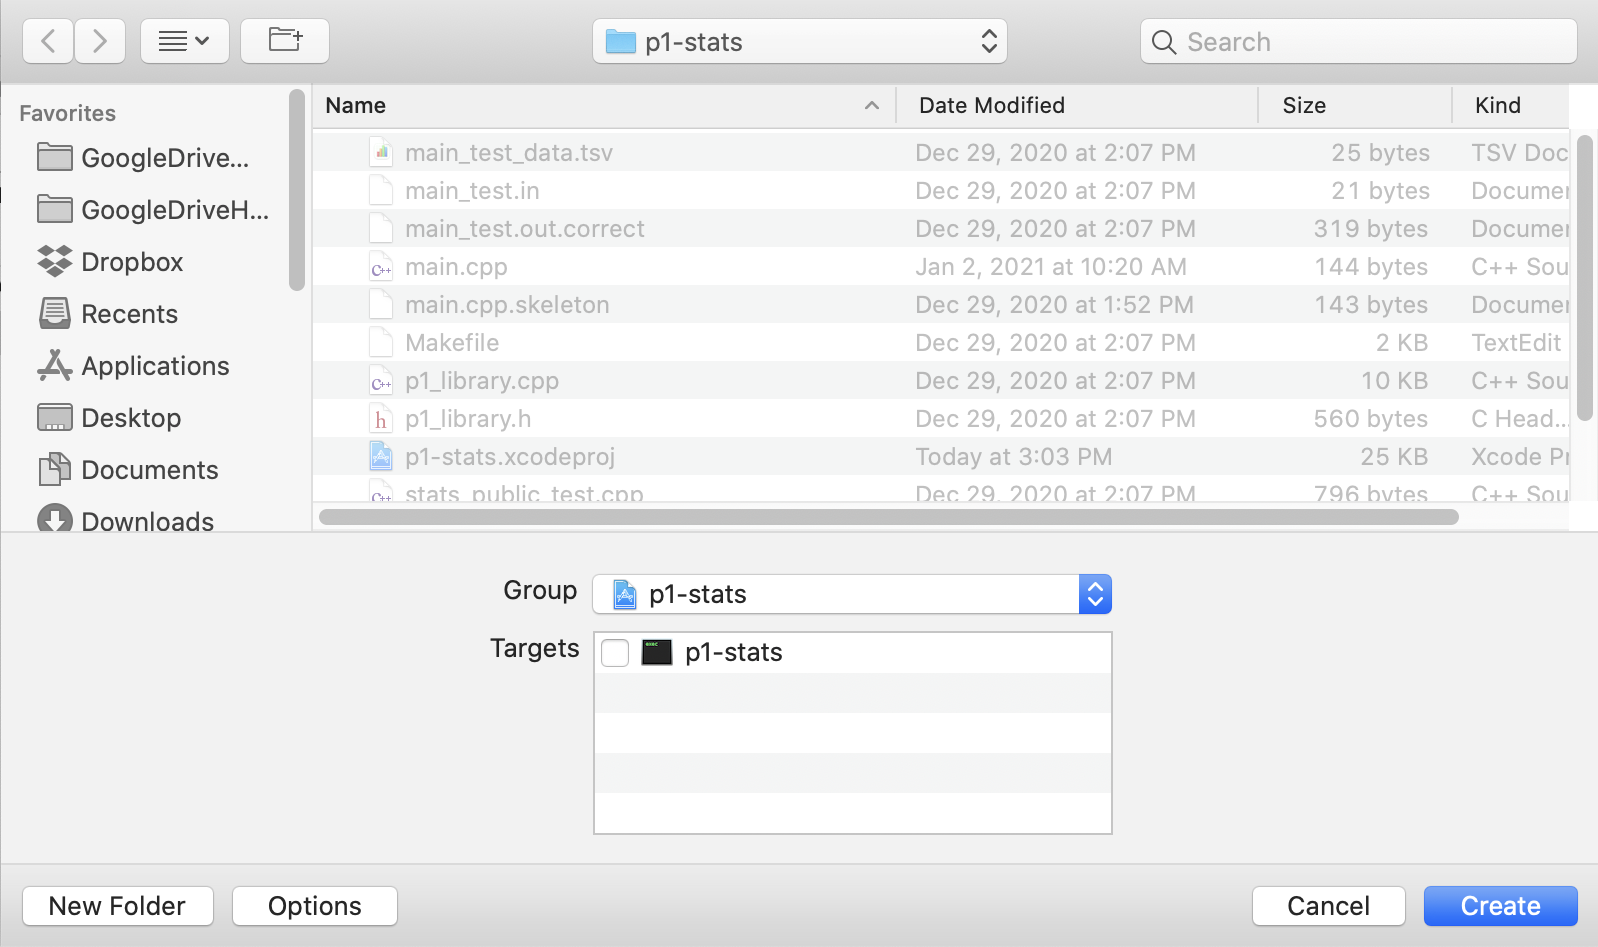 p1-stats
Search
Favorites
GoogleDrive...
GoogleDriveH...
Dropbox
Recents
Applications
Desktop
Documents
Downloads
Name Date Modified Size Kind
main_test_data.tsv Dec 29, 2020 at 2:07 PM 25 bytes TSV Doc
main_test.in Dec 29, 2020 at 2:07 PM 21 bytes Documen
main_test.out.correct Dec 29, 2020 at 2:07 PM 319 bytes Documen
C++ main.cpp Jan 2, 2021 at 10:20 AM 144 bytes C++ Sou
main.cpp.skeleton Dec 29, 2020 at 1:52 PM 143 bytes Documen
Makefile Dec 29, 2020 at 2:07 PM 2 KB TextEdit
C++ p1_library.cpp Dec 29, 2020 at 2:07 PM 10 KB C++ Sou
h p1_library.h Dec 29, 2020 at 2:07 PM 560 bytes C Head...
p1-stats.xcodeproj Today at 3:03 PM 25 KB Xcode Pr
C++ stats_public_test.cpp Dec 29, 2020 at 2:07 PM 796 bytes C++ Sou
Group p1-stats
Targets exec p1-stats
New Folder Options Cancel Create